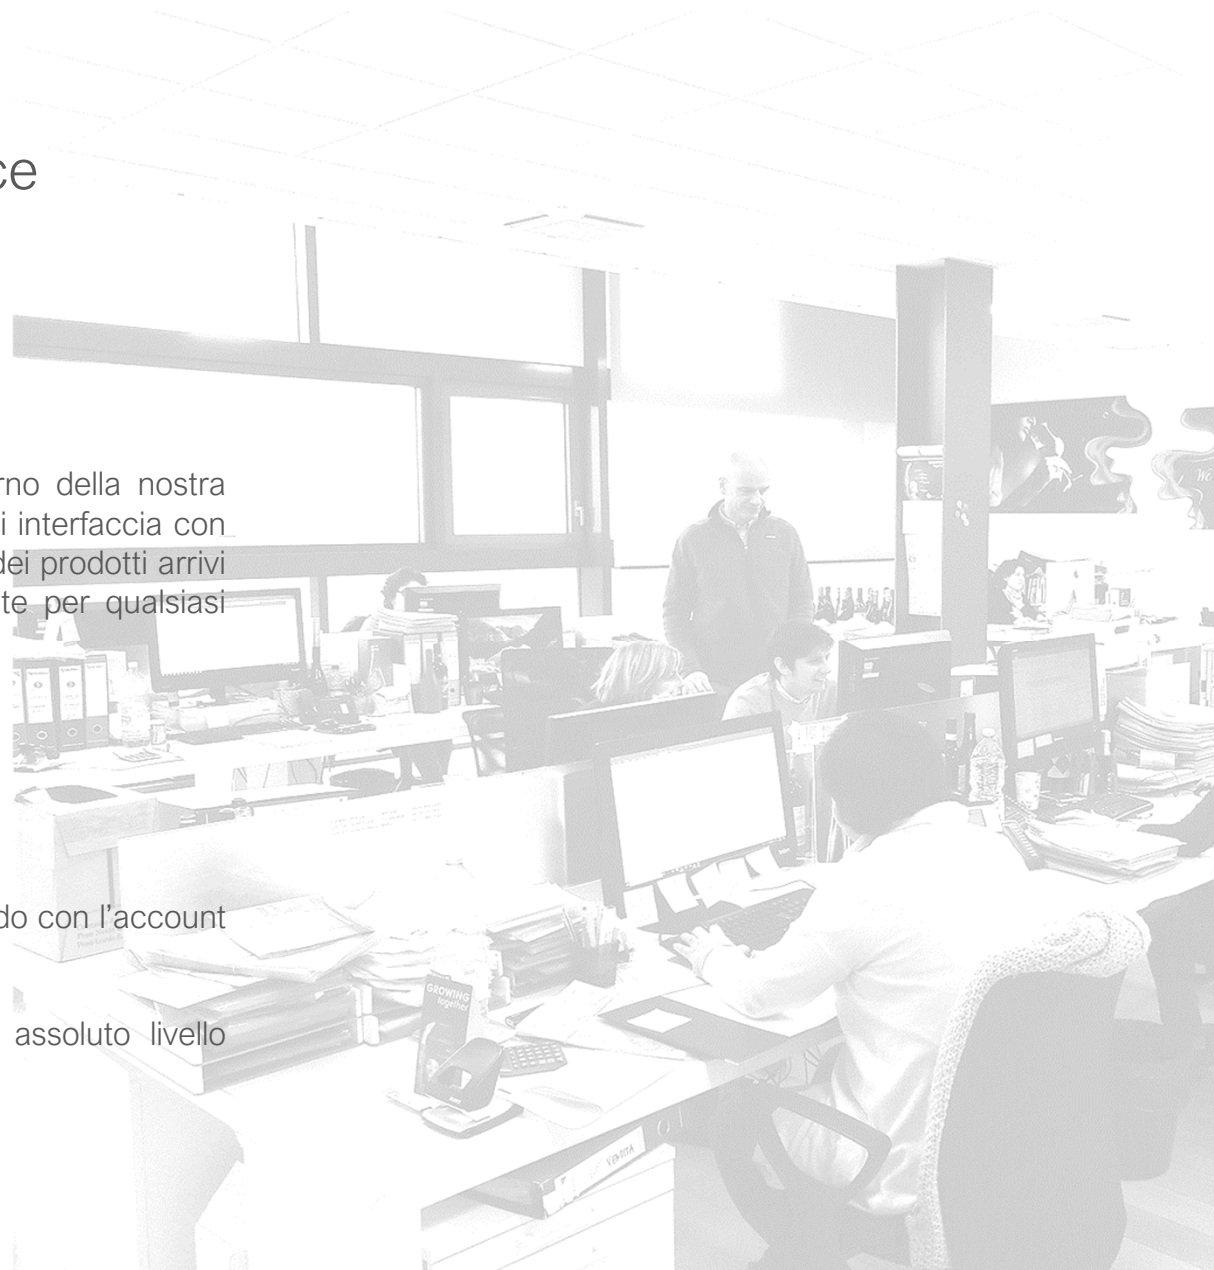 ce
rno della nostra
i interfaccia con
dei prodotti arrivi
te per qualsiasi
do con l'account
assoluto livello
GROWING
together
VENDITA